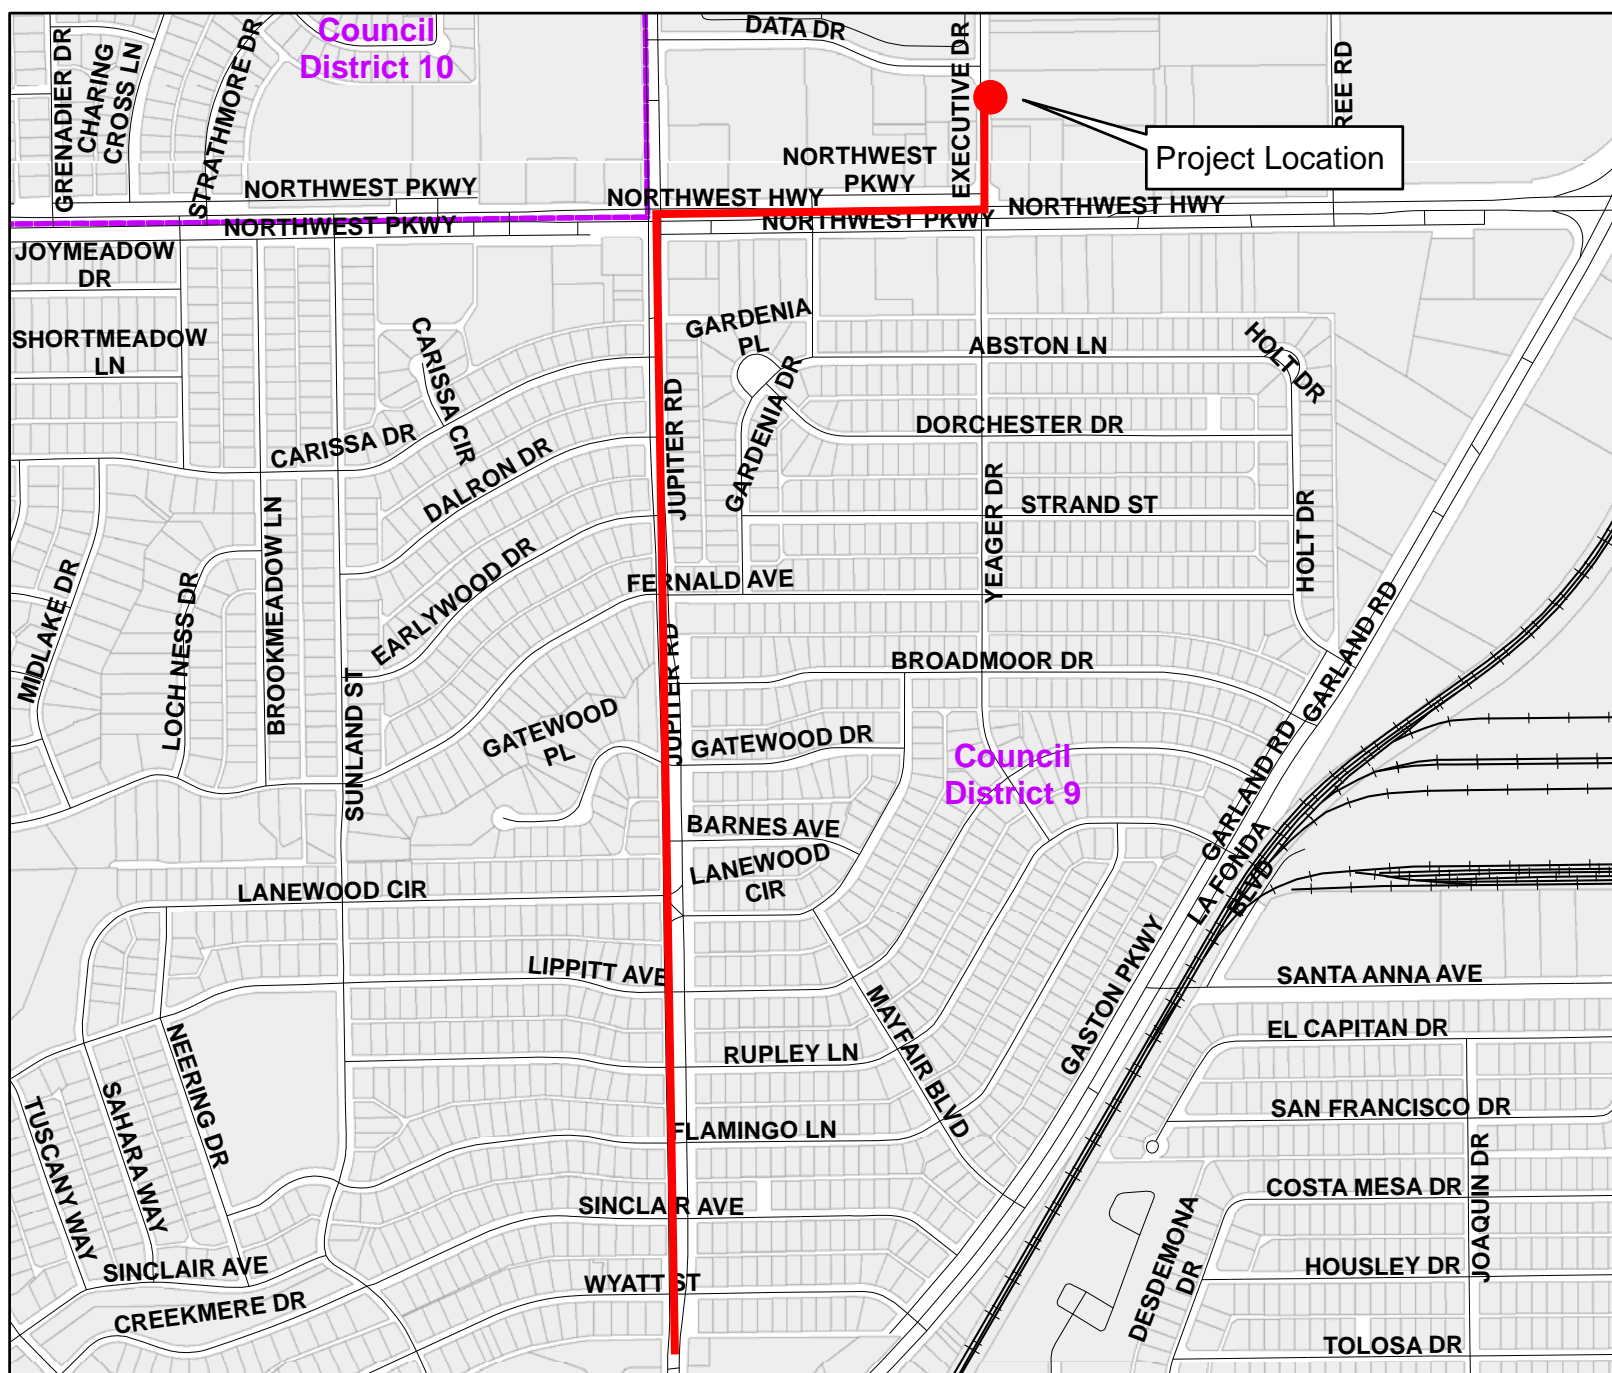 Council
District 10
DATA DR
GRENADIER DR
CHARING
CROSS LN
STRATHMORE DR
EXECUTIVE DR
REE RD
Project Location
NORTHWEST
PKWY
NORTHWEST PKWY
NORTHWEST HWY
NORTHWEST HWY
NORTHWEST PKWY
NORTHWEST PKWY
JOYMEADOW
DR
SHORTMEADOW
LN
GARDENIA
PL
CARISSA CIR
ABSTON LN
HOLT DR
JUPITER RD
GARDENIA DR
CARISSA DR
DALRON DR
DORCHESTER DR
YEAGER DR
STRAND ST
HOLT DR
BROOKMEADOW LN
EARLYWOOD DR
FERNALD AVE
MIDLAKE DR
LOCH NESS DR
SUNLAND ST
JUPITER RD
BROADMOOR DR
GARLAND RD
GATEWOOD
PL
GATEWOOD DR
Council
District 9
GARLAND RD
BARNES AVE
LANEWOOD
CIR
LA FONDA
BLVD
LANEWOOD CIR
LIPPITT AVE
GASTON PKWY
SANTA ANNA AVE
MAYFAIR BLVD
EL CAPITAN DR
NEERING DR
RUPLEY LN
TUSCANY WAY
SAHARA WAY
FLAMINGO LN
SAN FRANCISCO DR
JOAQUIN DR
COSTA MESA DR
SINCLAIR AVE
DESDEMONA
DR
SINCLAIR AVE
HOUSLEY DR
WYATT ST
CREEKMERE DR
TOLOSA DR